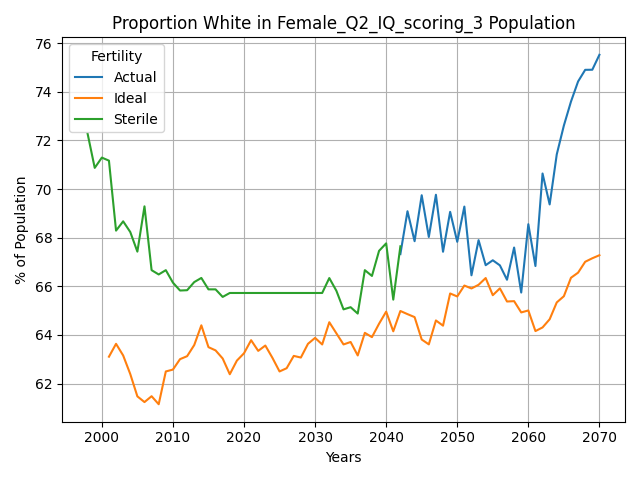 Proportion White in Female_Q2_IQ_scoring_3 Population
Fertility
Actual
Ideal
Sterile
% of Population
76
74
72
70
68
66
64
62
2000
2010
2020
2030
2040
2050
2060
2070
Years